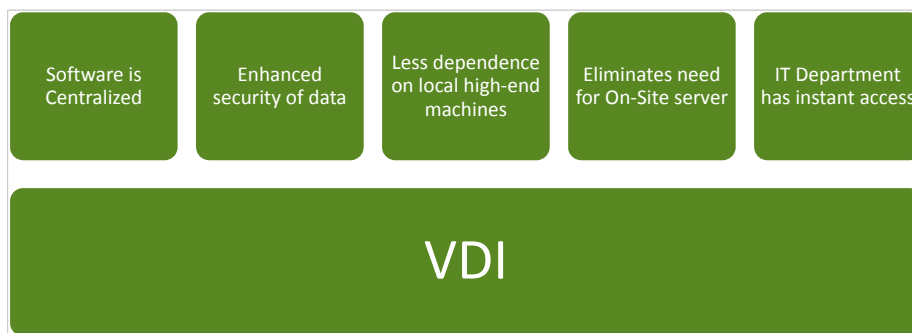 Software is
Centralized
Enhanced
security of data
Less dependence
on local high-end
machines
Eliminates need
for On-Site server
IT Department
has instant access
VDI